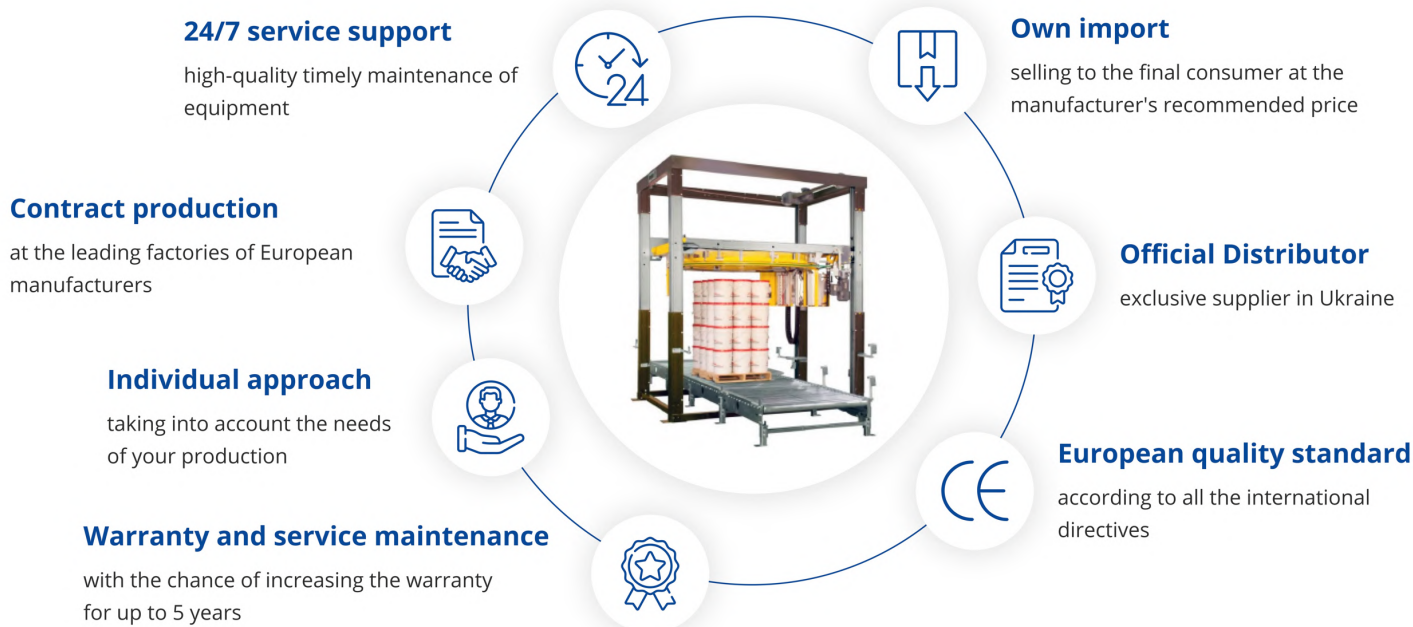 24/7 service support
high-quality timely maintenance of
equipment
24
Own import
selling to the final consumer at the
manufacturer's recommended price
Contract production
at the leading factories of European
manufacturers
Official Distributor
exclusive supplier in Ukraine
Individual approach
taking into account the needs
of your production
European quality standard
according to all the international
directives
CE
Warranty and service maintenance
with the chance of increasing the warranty
for up to 5 years